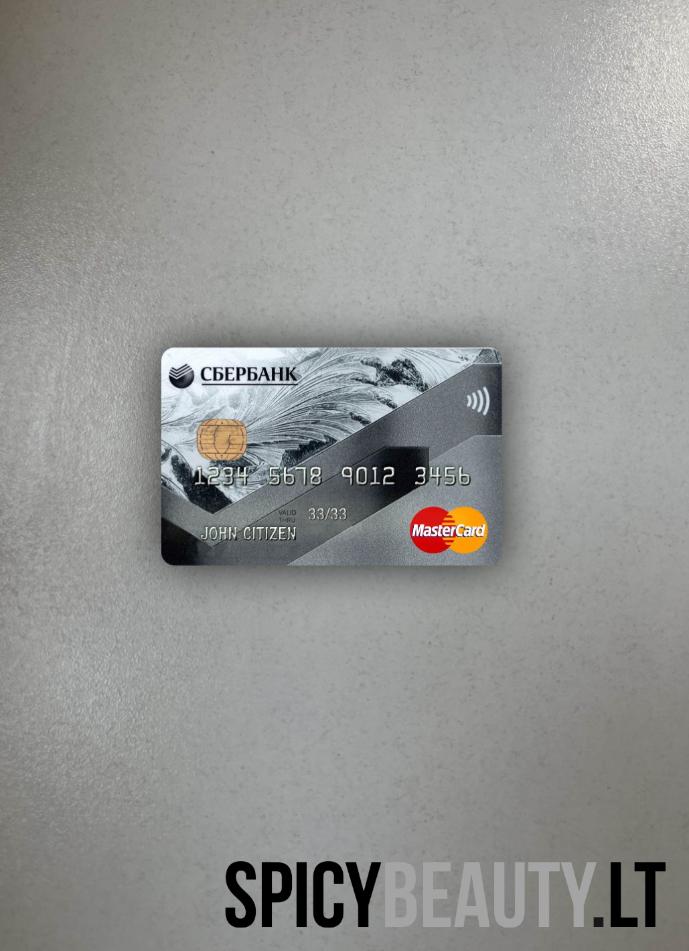 СБЕРБАНК
1234 5678 9012 3456
VALID THRU 33/33
JOHN CITIZEN
MasterCard
SPICYBEAUTY.LT